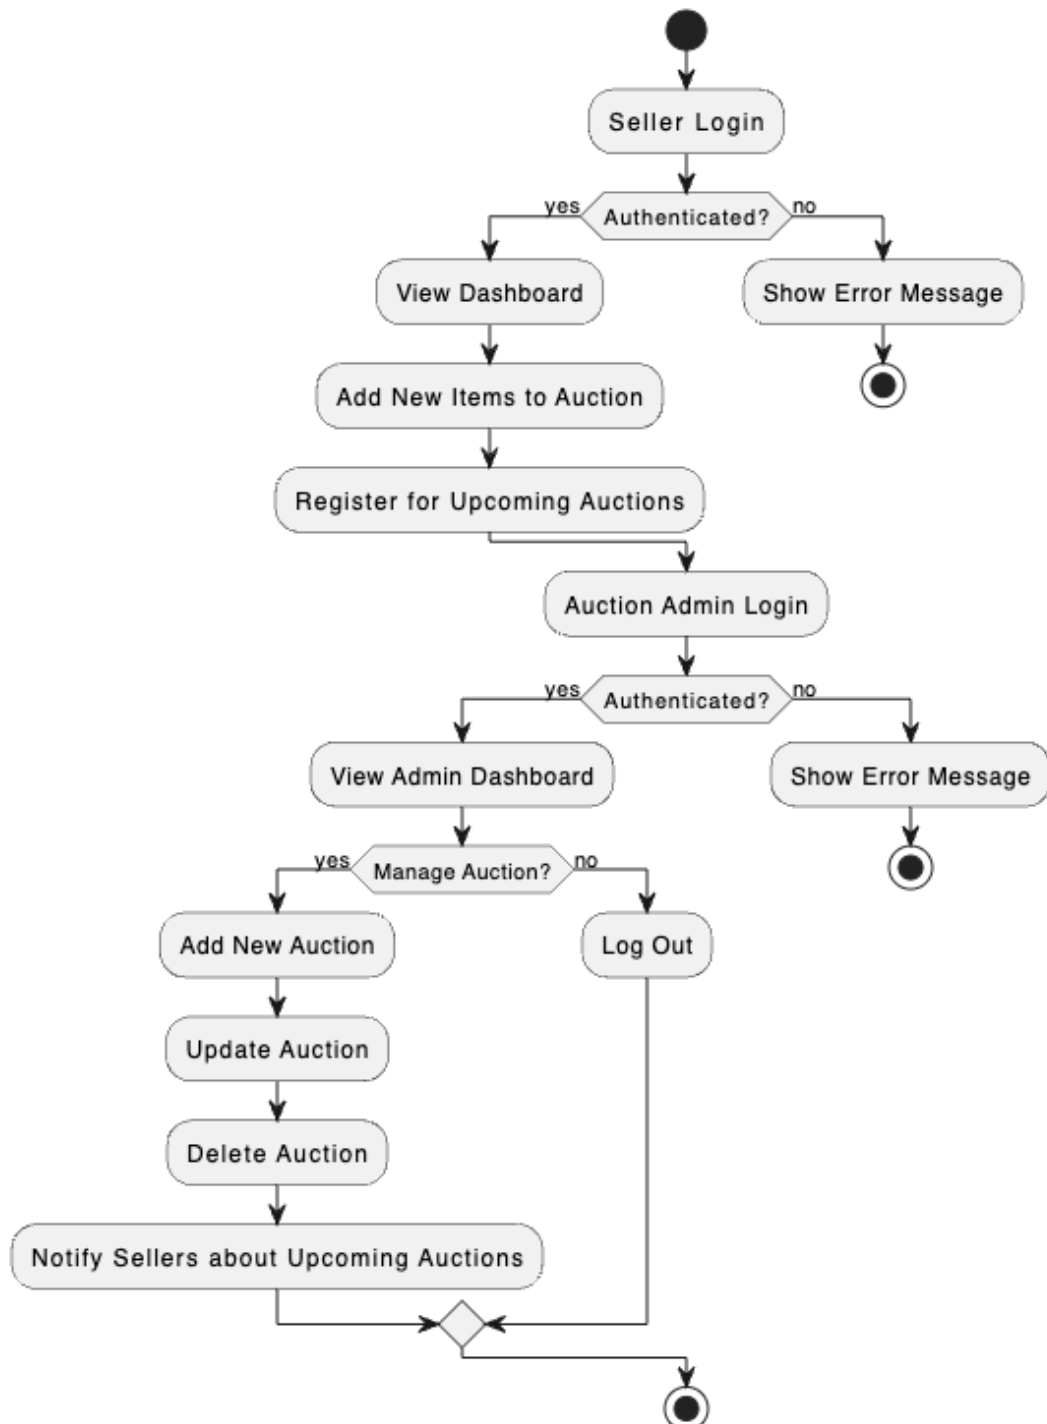 Seller Login
yes
Authenticated?
no
View Dashboard
Show Error Message
Add New Items to Auction
Register for Upcoming Auctions
Auction Admin Login
yes
Authenticated?
no
View Admin Dashboard
Show Error Message
yes
Manage Auction?
no
Add New Auction
Log Out
Update Auction
Delete Auction
Notify Sellers about Upcoming Auctions